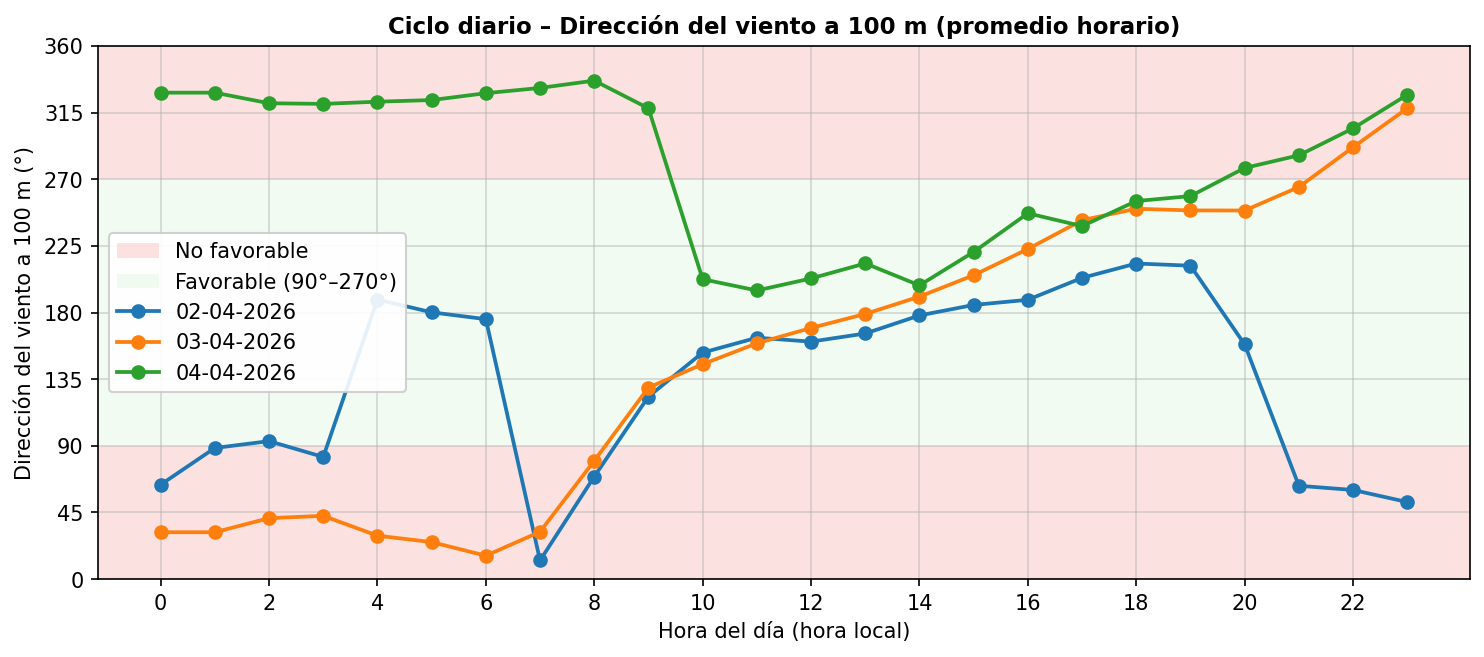 Ciclo diario – Dirección del viento a 100 m (promedio horario)
Dirección del viento a 100 m (°)
360
315
270
225
180
135
90
45
0
No favorable
Favorable (90°–270°)
02-04-2026
03-04-2026
04-04-2026
0 2 4 6 8 10 12 14 16 18 20 22
Hora del día (hora local)